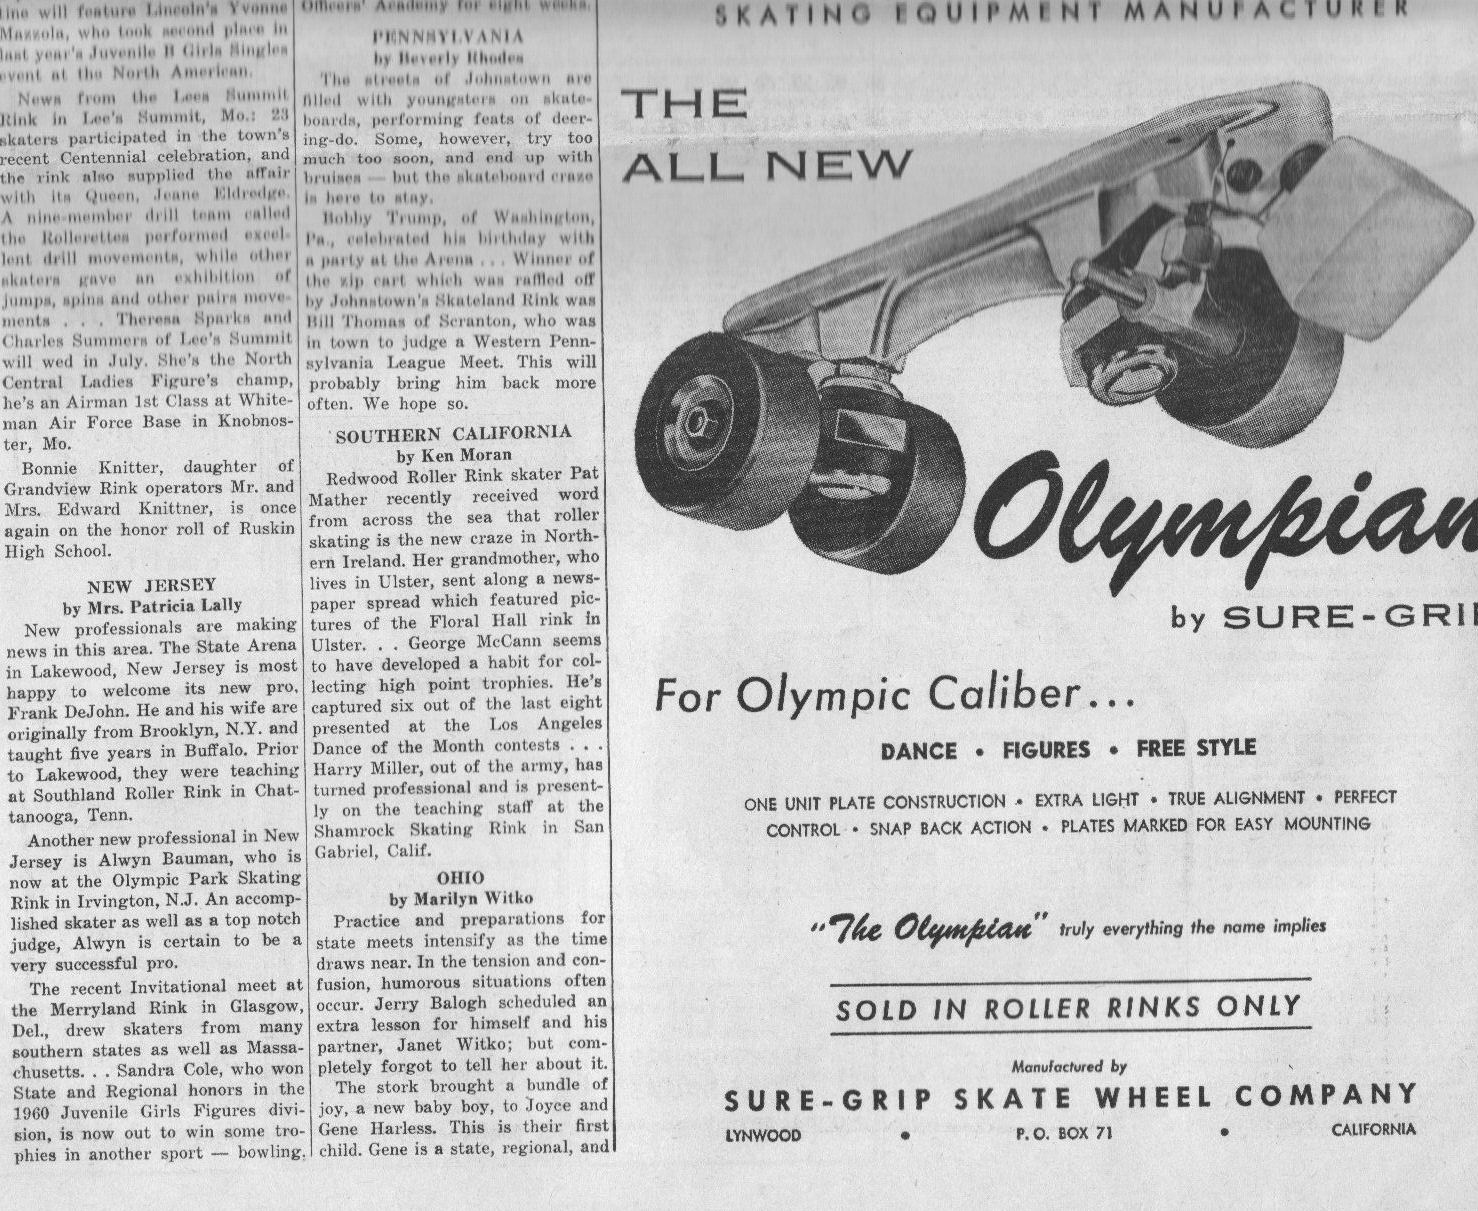 tine will feature Lincoln's Yvonne
Mazzola, who took second place in
last year's Juvenile B Girls Singles
event at the North American.
News from the Lees Summit
Rink in Lee's Summit, Mo.: 23
skaters participated in the town's
recent Centennial celebration, and
the rink also supplied the affair
with its Queen, Jeane Eldredge.
A nine-member drill team called
the Rollerettes performed excel-
lent drill movements, while other
skaters gave an exhibition of
jumps, spins and other pairs move-
ments . . . Theresa Sparks and
Charles Summers of Lee's Summit
will wed in July. She's the North
Central Ladies Figure's champ,
he's an Airman 1st Class at White-
man Air Force Base in Knobnos-
ter, Mo.
Bonnie Knitter, daughter of
Grandview Rink operators Mr. and
Mrs. Edward Knittner, is once
again on the honor roll of Ruskin
High School.
NEW JERSEY
by Mrs. Patricia Lally
New professionals are making
news in this area. The State Arena
in Lakewood, New Jersey is most
happy to welcome its new pro,
Frank DeJohn. He and his wife are
originally from Brooklyn, N.Y. and
taught five years in Buffalo. Prior
to Lakewood, they were teaching
at Southland Roller Rink in Chat-
tanooga, Tenn.
Another new professional in New
Jersey is Alwyn Bauman, who is
now at the Olympic Park Skating
Rink in Irvington, N.J. An accomp-
lished skater as well as a top notch
judge, Alwyn is certain to be a
very successful pro.
The recent Invitational meet at
the Merryland Rink in Glasgow,
Del., drew skaters from many
southern states as well as Massa-
chusetts. . . Sandra Cole, who won
State and Regional honors in the
1960 Juvenile Girls Figures divi-
sion, is now out to win some tro-
phies in another sport — bowling.
Officers' Academy for eight weeks.
PENNSYLVANIA
by Beverly Rhodes
The streets of Johnstown are
filled with youngsters on skate-
boards, performing feats of deer-
ing-do. Some, however, try too
much too soon, and end up with
bruises — but the skateboard craze
is here to stay.
Bobby Trump, of Washington,
Pa., celebrated his birthday with
a party at the Arena . . . Winner of
the zip cart which was raffled off
by Johnstown's Skateland Rink was
Bill Thomas of Scranton, who was
in town to judge a Western Penn-
sylvania League Meet. This will
probably bring him back more
often. We hope so.
SOUTHERN CALIFORNIA
by Ken Moran
Redwood Roller Rink skater Pat
Mather recently received word
from across the sea that roller
skating is the new craze in North-
ern Ireland. Her grandmother, who
lives in Ulster, sent along a news-
paper spread which featured pic-
tures of the Floral Hall rink in
Ulster. . . George McCann seems
to have developed a habit for col-
lecting high point trophies. He's
captured six out of the last eight
presented at the Los Angeles
Dance of the Month contests . . .
Harry Miller, out of the army, has
turned professional and is present-
ly on the teaching staff at the
Shamrock Skating Rink in San
Gabriel, Calif.
OHIO
by Marilyn Witko
Practice and preparations for
state meets intensify as the time
draws near. In the tension and con-
fusion, humorous situations often
occur. Jerry Balogh scheduled an
extra lesson for himself and his
partner, Janet Witko; but com-
pletely forgot to tell her about it.
The stork brought a bundle of
joy, a new baby boy, to Joyce and
Gene Harless. This is their first
child. Gene is a state, regional, and
SKATING EQUIPMENT MANUFACTURER
THE
ALL NEW
Olympian
by SURE-GRIP
For Olympic Caliber...
DANCE • FIGURES • FREE STYLE
ONE UNIT PLATE CONSTRUCTION • EXTRA LIGHT • TRUE ALIGNMENT • PERFECT
CONTROL • SNAP BACK ACTION • PLATES MARKED FOR EASY MOUNTING
"The Olympian" truly everything the name implies
SOLD IN ROLLER RINKS ONLY
Manufactured by
SURE-GRIP SKATE WHEEL COMPANY
LYNWOOD • P.O. BOX 71 • CALIFORNIA